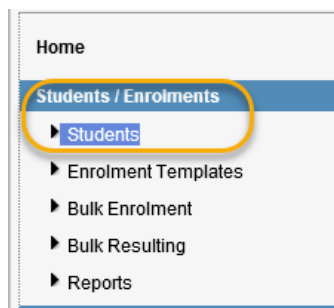 Home
Students / Enrolments
Students
Enrolment Templates
Bulk Enrolment
Bulk Resulting
Reports